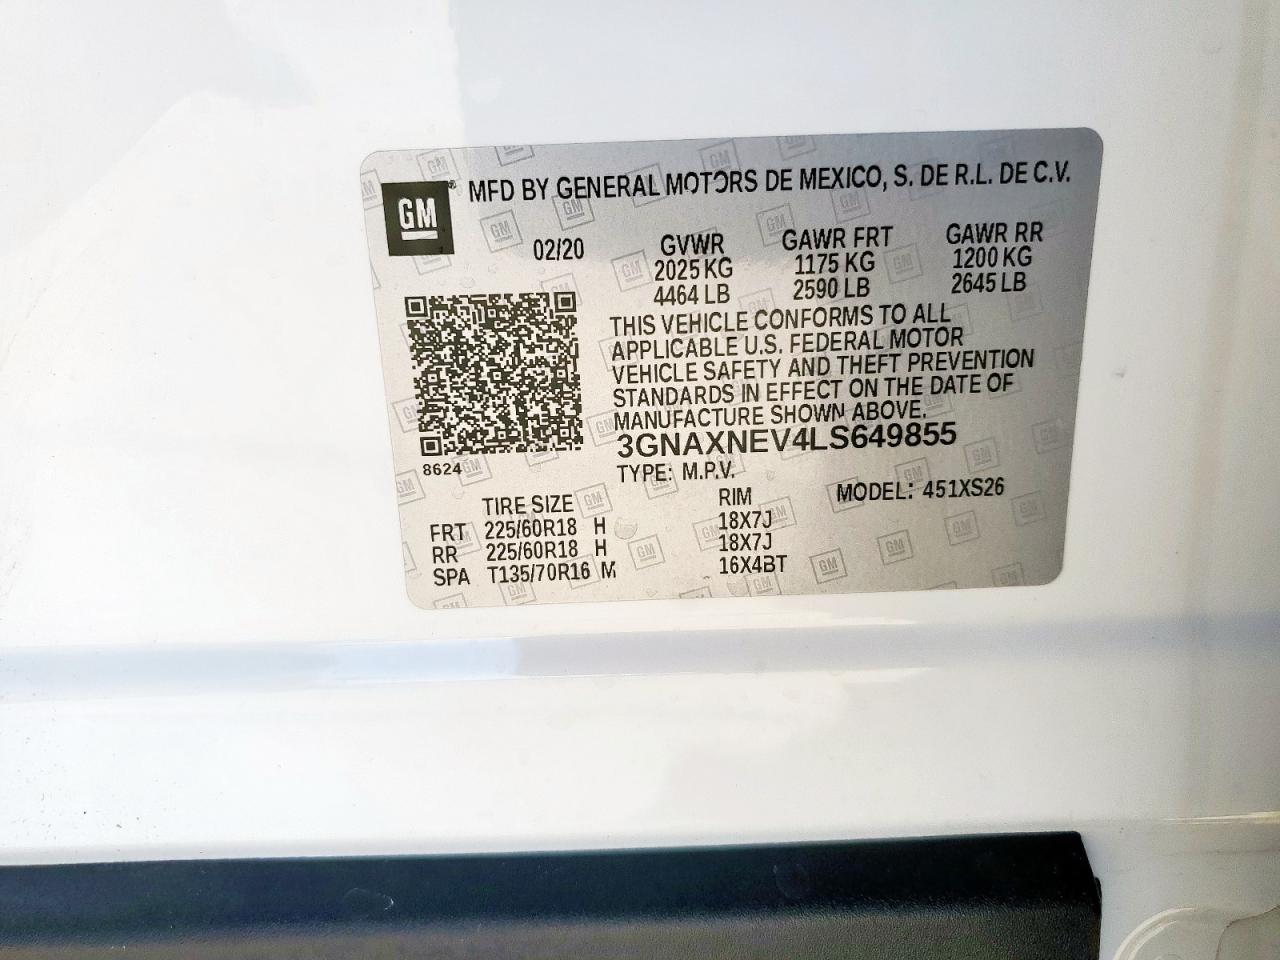 GM
® MFD BY GENERAL MOTORS DE MEXICO, S. DE R.L. DE C.V.
02/20 GVWR GAWR FRT GAWR RR
2025 KG 1175 KG 1200 KG
4464 LB 2590 LB 2645 LB
THIS VEHICLE CONFORMS TO ALL
APPLICABLE U.S. FEDERAL MOTOR
VEHICLE SAFETY AND THEFT PREVENTION
STANDARDS IN EFFECT ON THE DATE OF
MANUFACTURE SHOWN ABOVE.
3GNAXNEV4LS649855
8624
TYPE: M.P.V.
TIRE SIZE RIM MODEL: 451XS26
FRT 225/60R18 H 18X7J
RR 225/60R18 H 18X7J
SPA T135/70R16 M 16X4BT